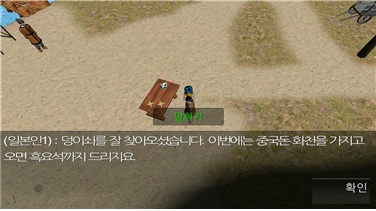 말하기
(일본인1) : 덩이쇠를 잘 찾아오셨습니다. 이번에는 중국돈 화천을 가지고
오면 흑요석까지 드리지요.
확인